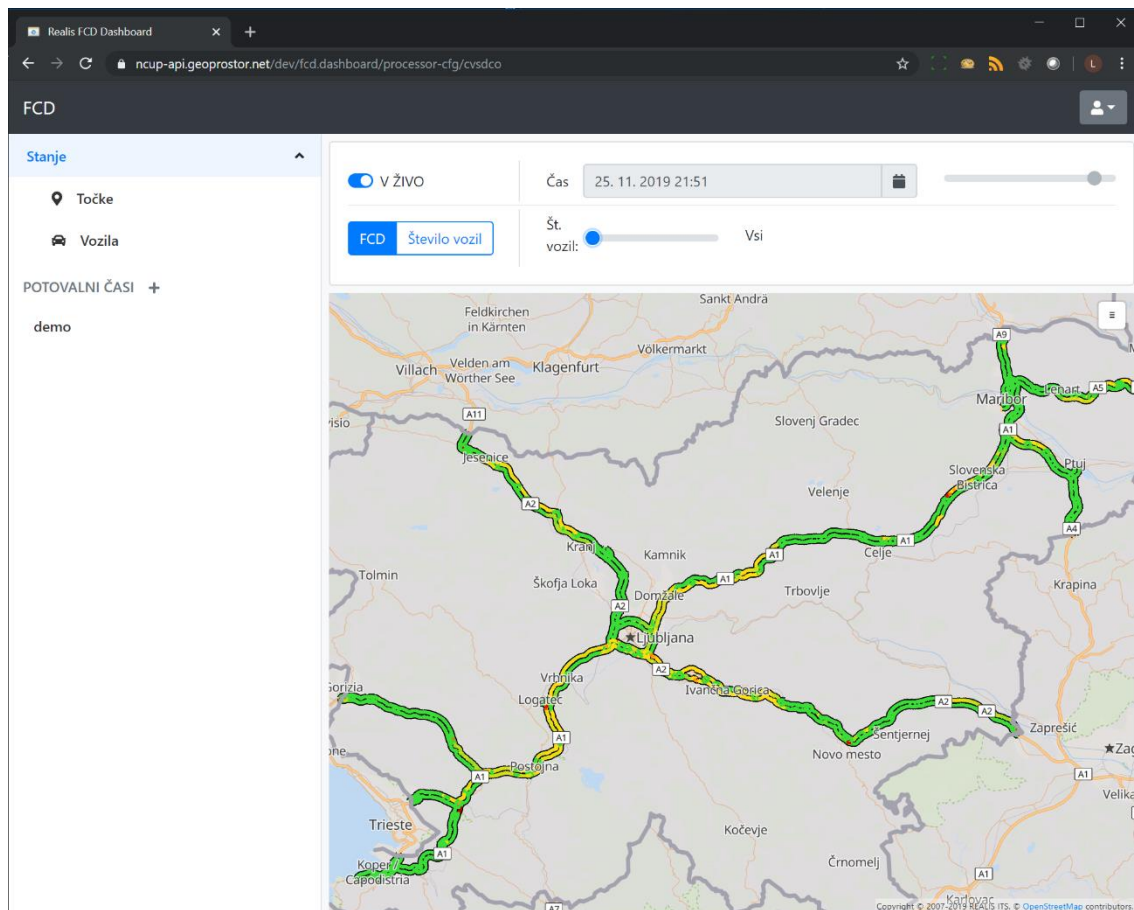 Realis FCD Dashboard
ncup-api.geoprostor.net/dev/fcd.dashboard/processor-cfg/cvsdco
L
FCD
Stanje
Točke
Vozila
POTOVALNI ČASI +
demo
V ŽIVO
Čas
25. 11. 2019 21:51
FCD
Število vozil
Št.
vozil:
Vsi
Sankt Andrä
Feldkirchen
in Kärnten
Völkermarkt
A9
Villach
Velden am
Wörther See
Klagenfurt
Lenart
A5
Maribor
A11
Slovenj Gradec
A1
visio
Jesenice
Slovenska
Bistrica
Ptuj
Velenje
A2
A4
Kranj
Kamnik
A1
Celje
A1
Tolmin
Škofja Loka
A1
Domžale
Trbovlje
Krapina
A2
Ljubljana
A2
Vrhnika
Ivančna Gorica
Gorizia
Logatec
A2
A2
Šentjernej
Zaprešić
A1
Novo mesto
Postojna
A1
A1
Velika
Trieste
Kočevje
A1
Koper /
Capodistria
Črnomelj
A1
A7
Karlovac
Copyright © 2007-2019 REALIS ITS, © OpenStreetMap contributors.